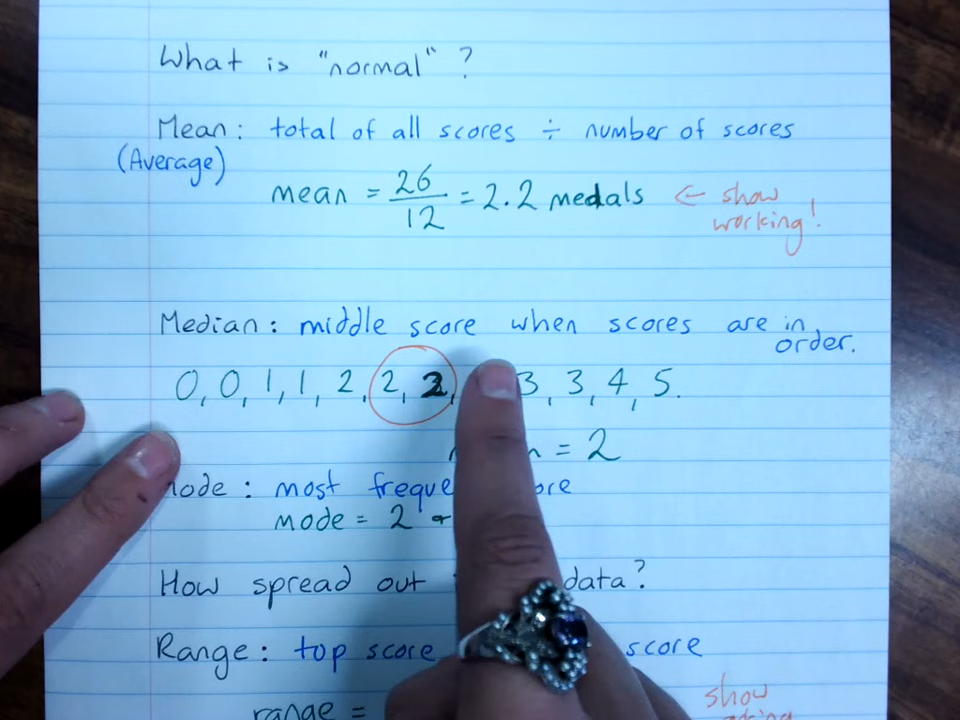 What is "normal" ?
Mean: total of all scores ÷ number of scores
(Average)
mean = 26/12 = 2.2 medals ← show working!
Median: middle score when scores are in order.
0, 0, 1, 1, 2, 2, 2, 3, 3, 4, 5.
= 2
mode: most
mode = 2
How spread out data?
Range: top score score
range =
show